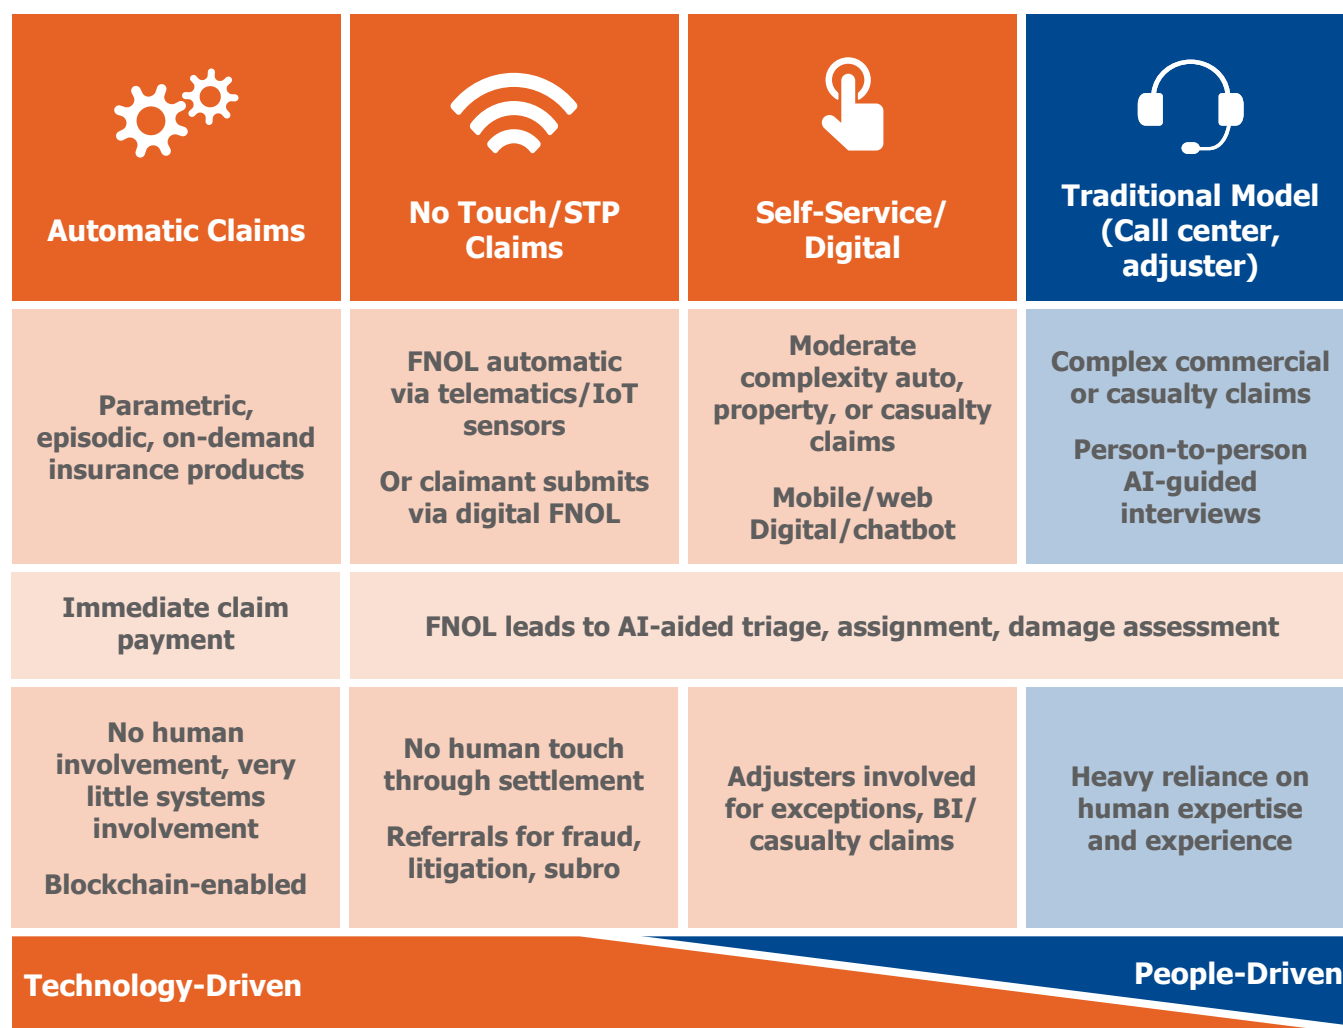 Automatic Claims
No Touch/STP
Claims
Self-Service/
Digital
Traditional Model
(Call center,
adjuster)
Parametric,
episodic, on-demand
insurance products
FNOL automatic
via telematics/IoT
sensors
Or claimant submits
via digital FNOL
Moderate
complexity auto,
property, or casualty
claims
Mobile/web
Digital/chatbot
Complex commercial
or casualty claims
Person-to-person
AI-guided
interviews
Immediate claim
payment
FNOL leads to AI-aided triage, assignment, damage assessment
No human
involvement, very
little systems
involvement
Blockchain-enabled
No human touch
through settlement
Referrals for fraud,
litigation, subro
Adjusters involved
for exceptions, BI/
casualty claims
Heavy reliance on
human expertise
and experience
Technology-Driven
People-Driven